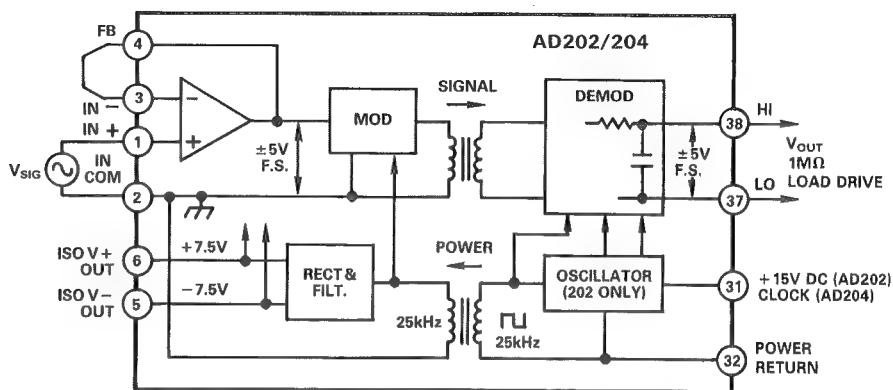 AD202/204
FB
4
3
IN −
IN +
1
V_SIG
IN
COM
2
±5V
F.S.
MOD
SIGNAL
DEMOD
±5V
F.S.
38
HI
V_OUT
1MΩ
LOAD DRIVE
LO
37
ISO V+
OUT
6
+7.5V
ISO V−
OUT
5
−7.5V
RECT &
FILT.
POWER
25kHz
25kHz
OSCILLATOR
(202 ONLY)
31
+15V DC (AD202)
CLOCK (AD204)
32
POWER
RETURN